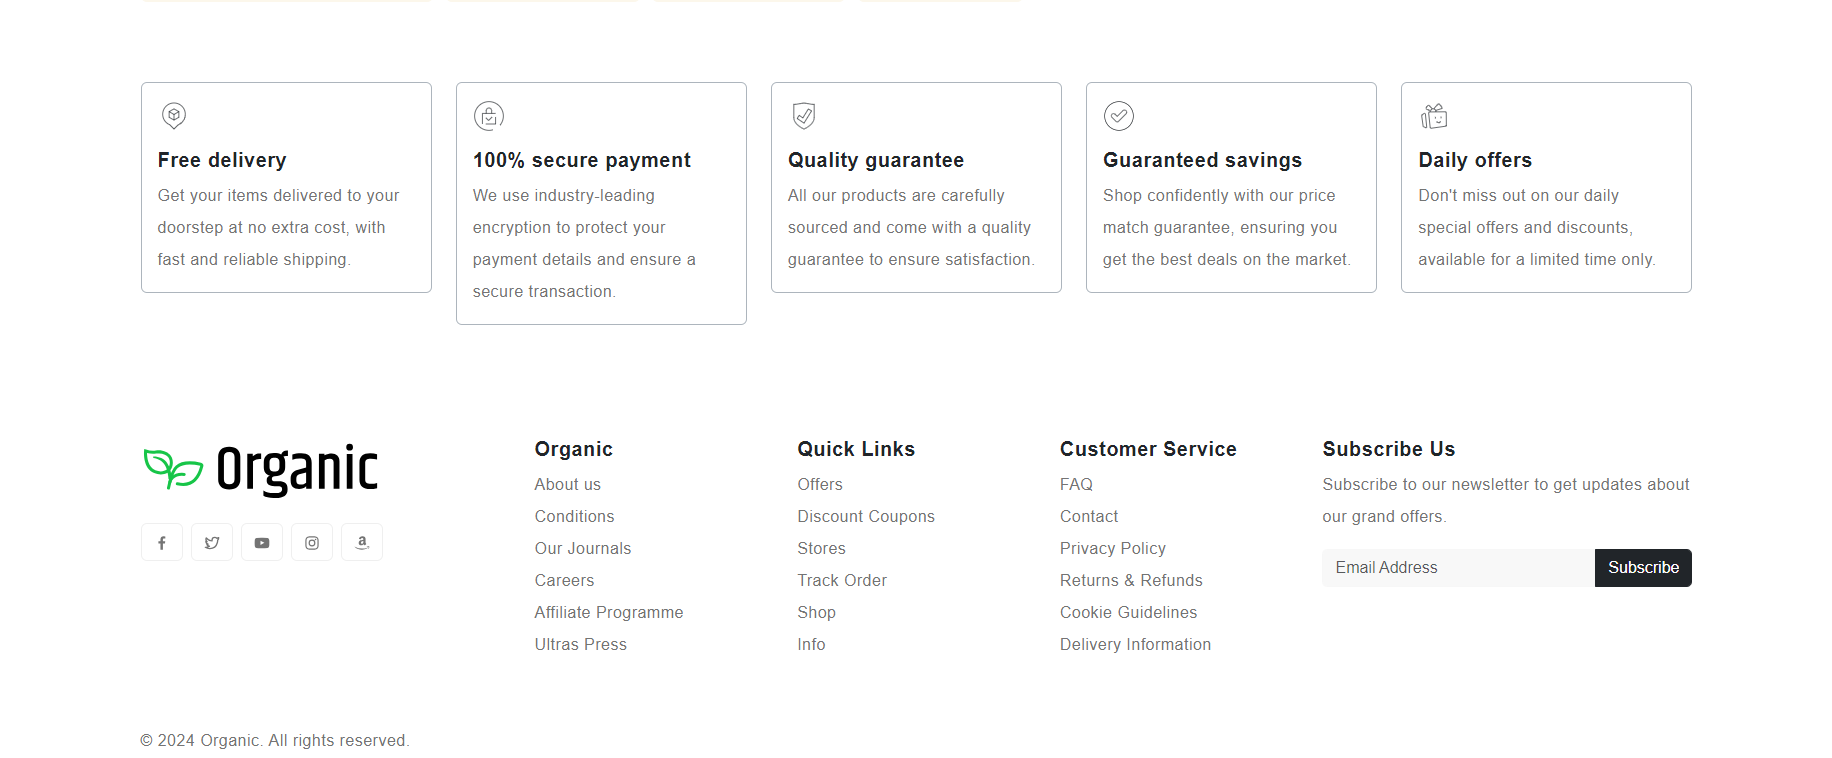 Free delivery
Get your items delivered to your
doorstep at no extra cost, with
fast and reliable shipping.
100% secure payment
We use industry-leading
encryption to protect your
payment details and ensure a
secure transaction.
Quality guarantee
All our products are carefully
sourced and come with a quality
guarantee to ensure satisfaction.
Guaranteed savings
Shop confidently with our price
match guarantee, ensuring you
get the best deals on the market.
Daily offers
Don't miss out on our daily
special offers and discounts,
available for a limited time only.
Organic
Organic
About us
Conditions
Our Journals
Careers
Affiliate Programme
Ultras Press
Quick Links
Offers
Discount Coupons
Stores
Track Order
Shop
Info
Customer Service
FAQ
Contact
Privacy Policy
Returns & Refunds
Cookie Guidelines
Delivery Information
Subscribe Us
Subscribe to our newsletter to get updates about
our grand offers.
Email Address
Subscribe
© 2024 Organic. All rights reserved.